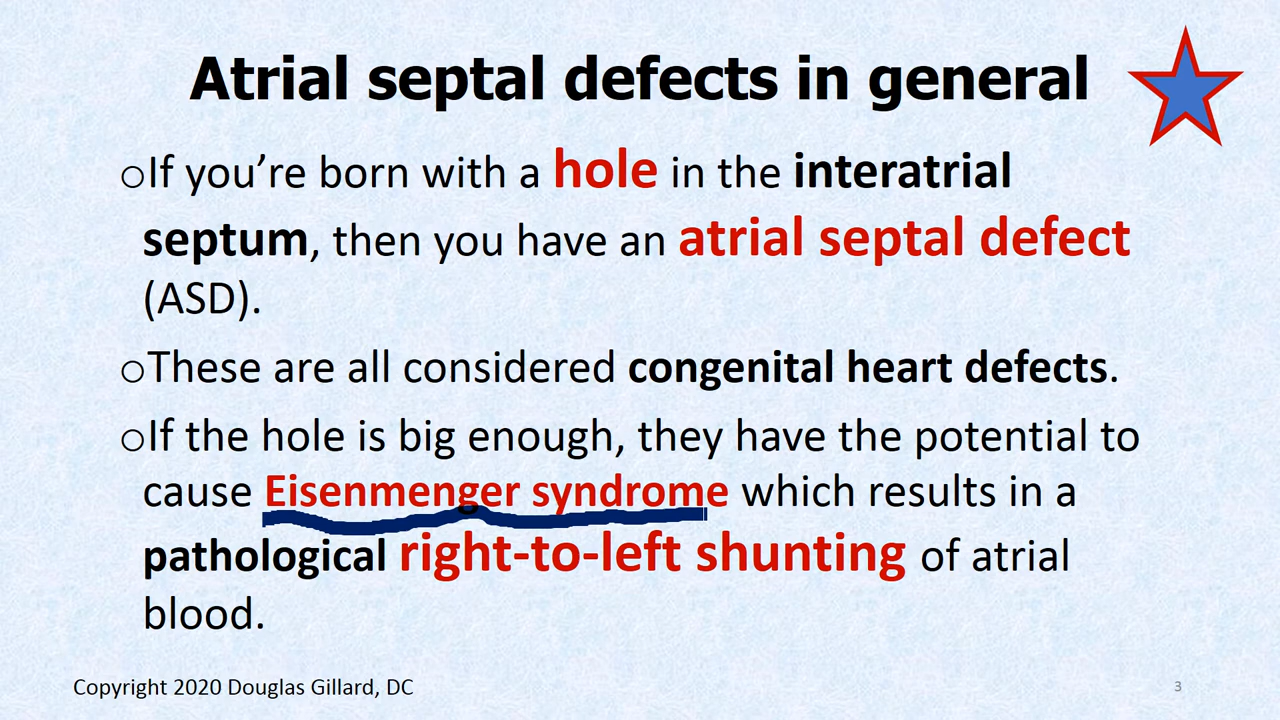 Atrial septal defects in general
oIf you’re born with a hole in the interatrial
septum, then you have an atrial septal defect
(ASD).
oThese are all considered congenital heart defects.
oIf the hole is big enough, they have the potential to
cause Eisenmenger syndrome which results in a
pathological right-to-left shunting of atrial
blood.
Copyright 2020 Douglas Gillard, DC
3